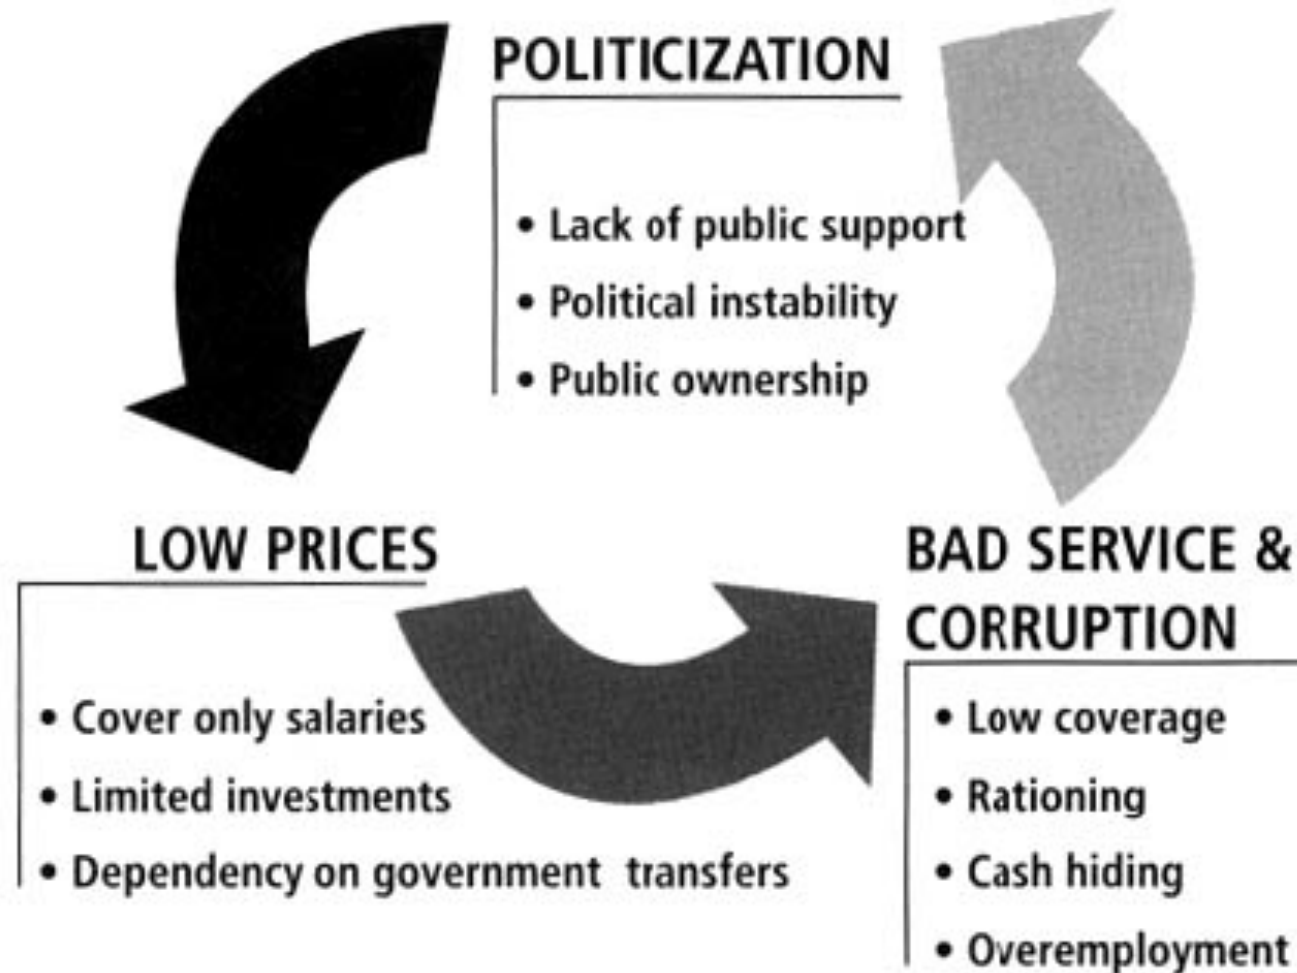 POLITICIZATION
• Lack of public support
• Political instability
• Public ownership
LOW PRICES
• Cover only salaries
• Limited investments
• Dependency on government transfers
BAD SERVICE &
CORRUPTION
• Low coverage
• Rationing
• Cash hiding
• Overemployment